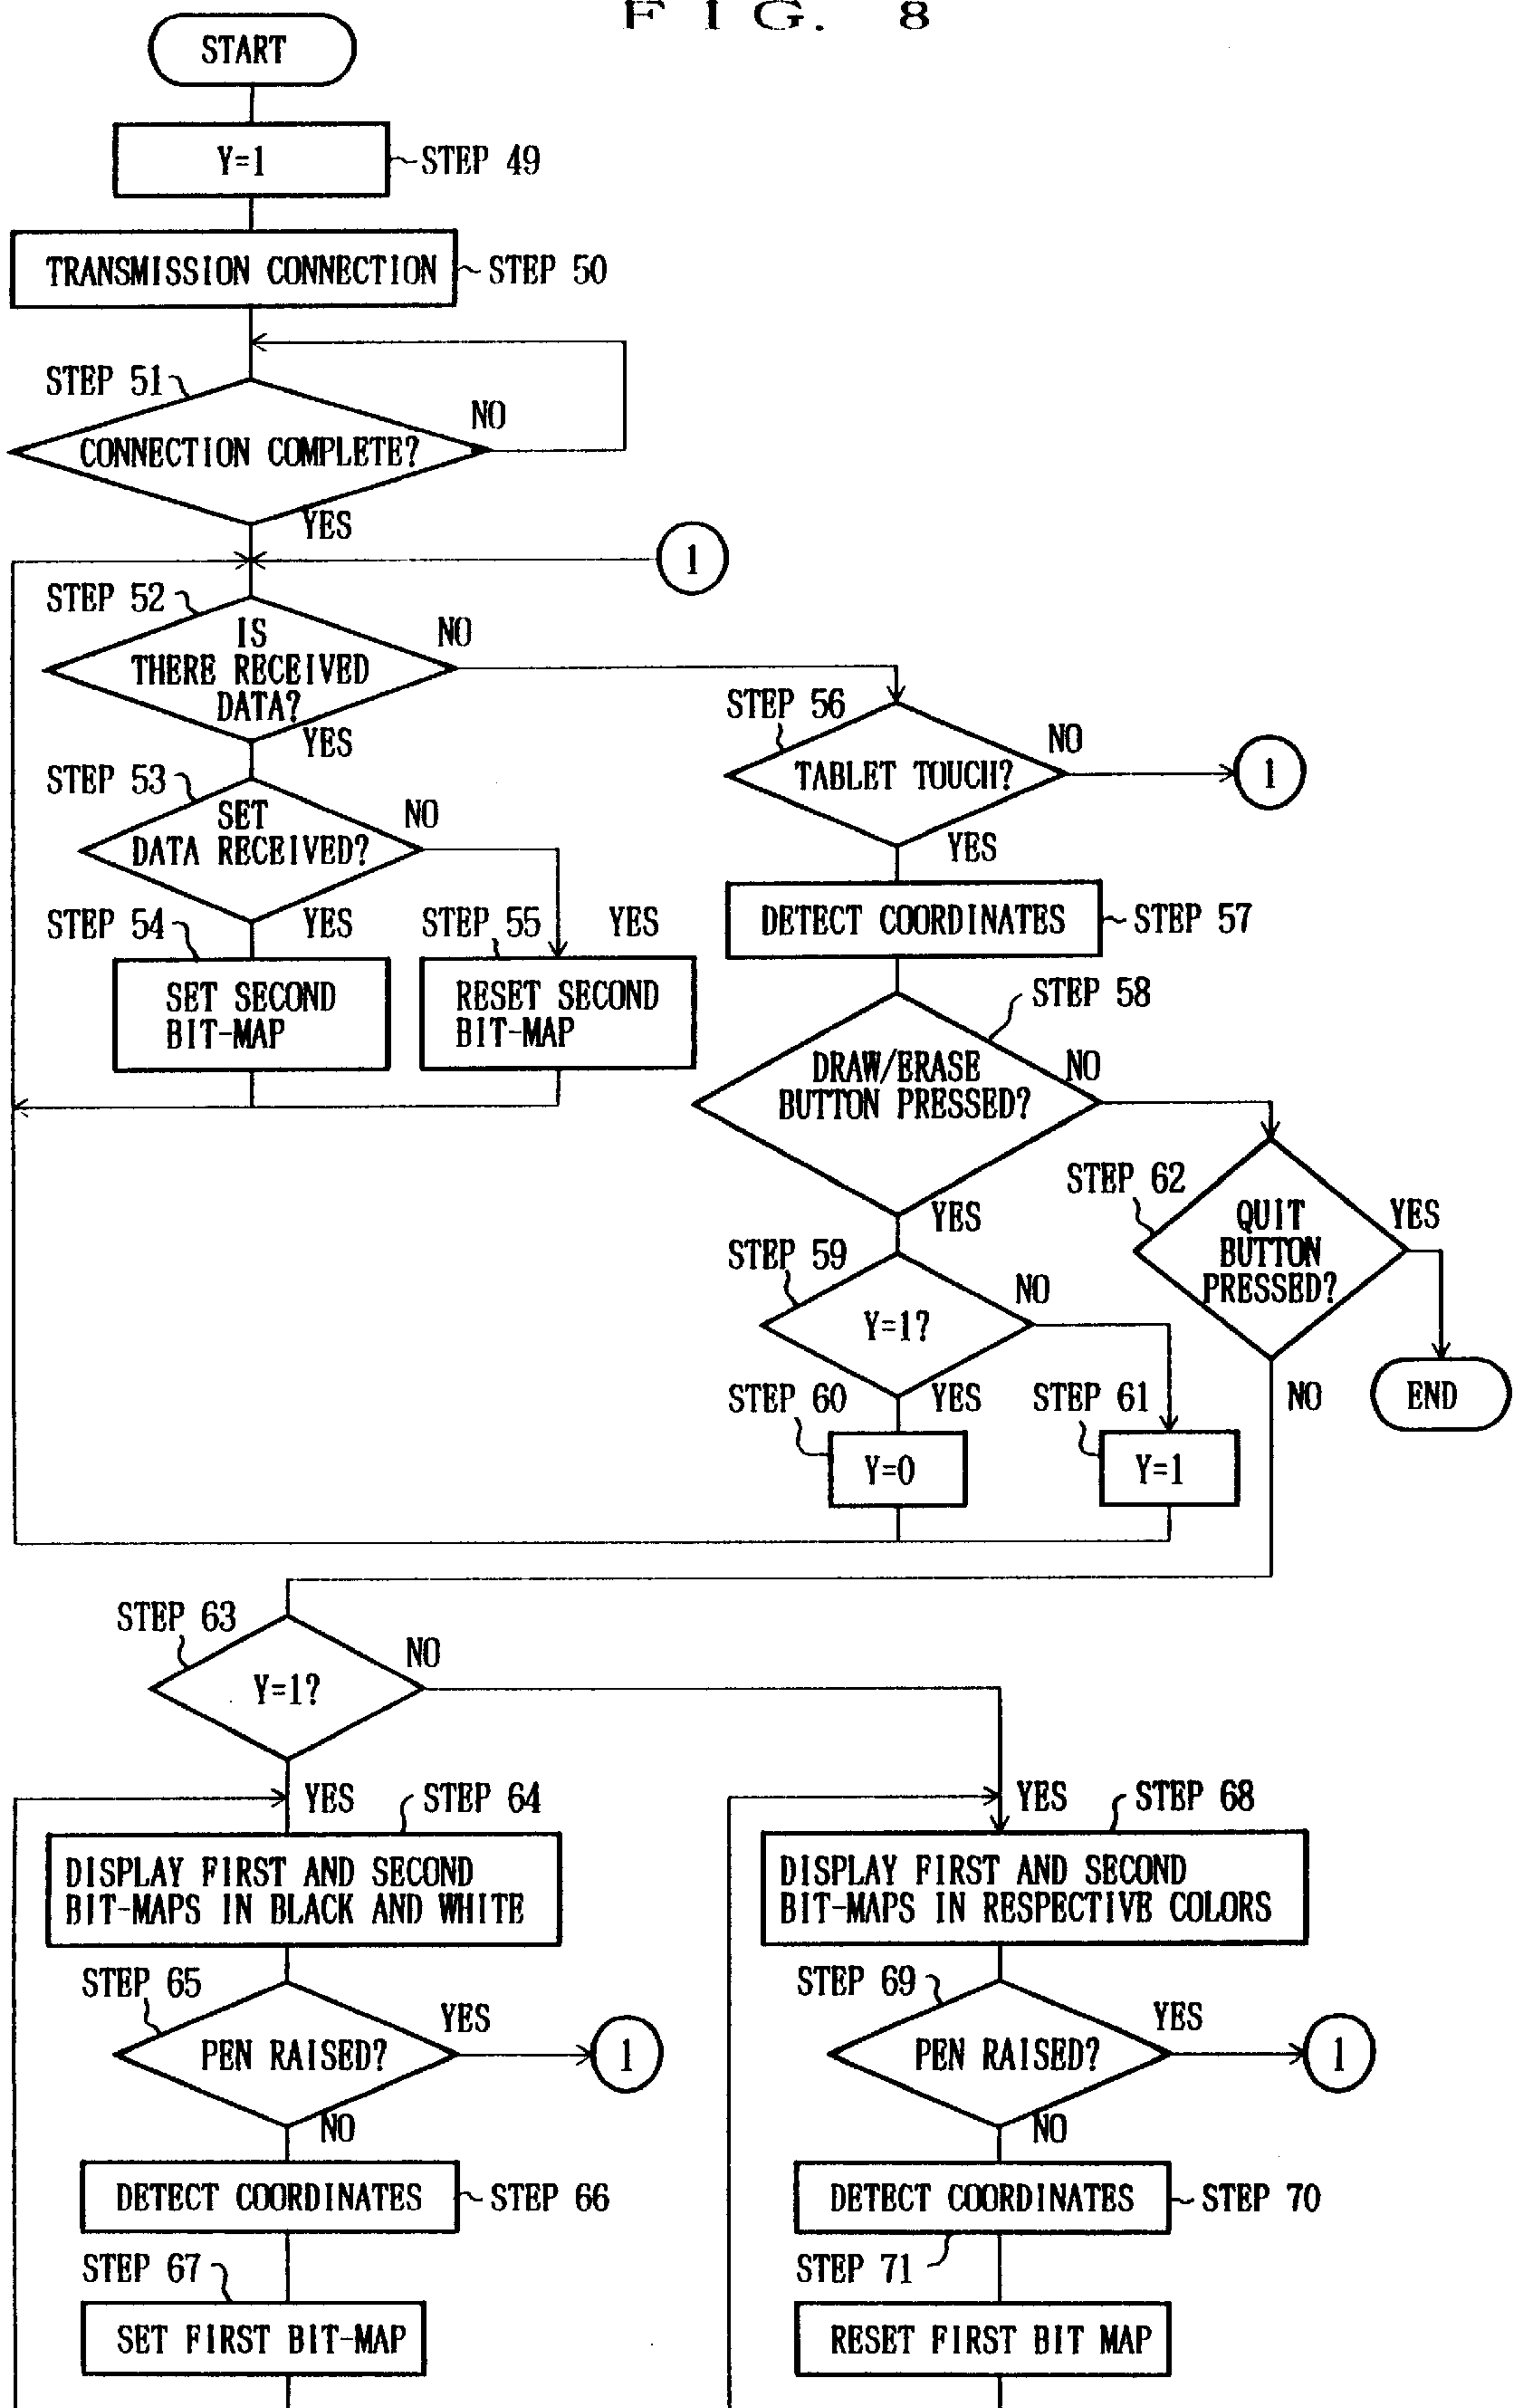 FIG. 8
START
Y=1
STEP 49
TRANSMISSION CONNECTION
STEP 50
STEP 51
NO
CONNECTION COMPLETE?
YES
1
STEP 52
NO
IS
THERE RECEIVED
DATA?
YES
STEP 53
NO
SET
DATA RECEIVED?
YES
STEP 54
SET SECOND
BIT-MAP
STEP 55
YES
RESET SECOND
BIT-MAP
STEP 56
NO
TABLET TOUCH?
1
YES
DETECT COORDINATES
STEP 57
STEP 58
DRAW/ERASE
BUTTON PRESSED?
NO
YES
STEP 62
QUIT
BUTTON
PRESSED?
YES
END
NO
STEP 59
NO
Y=1?
YES
STEP 60
Y=0
STEP 61
Y=1
STEP 63
NO
Y=1?
YES
STEP 64
DISPLAY FIRST AND SECOND
BIT-MAPS IN BLACK AND WHITE
STEP 65
YES
PEN RAISED?
1
NO
DETECT COORDINATES
STEP 66
STEP 67
SET FIRST BIT-MAP
YES
STEP 68
DISPLAY FIRST AND SECOND
BIT-MAPS IN RESPECTIVE COLORS
STEP 69
YES
PEN RAISED?
1
NO
DETECT COORDINATES
STEP 70
STEP 71
RESET FIRST BIT MAP